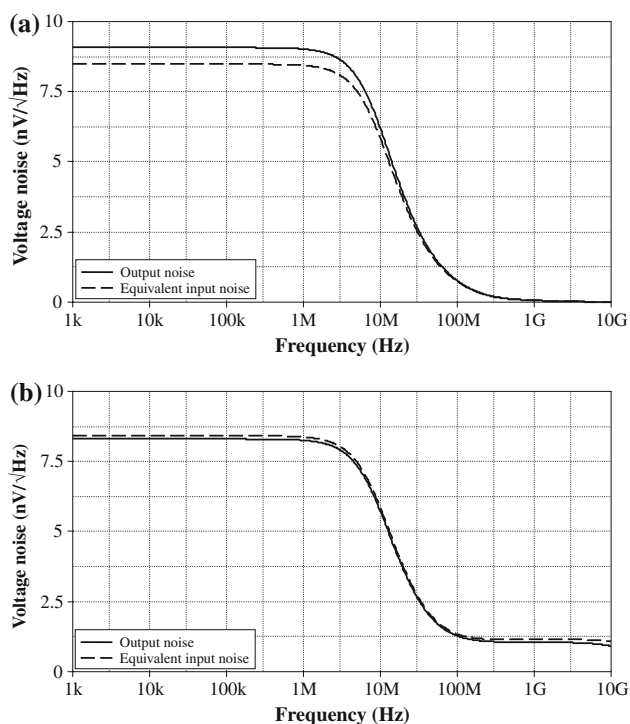 (a)
10
7.5
5
2.5
0
Voltage noise (nV/√Hz)
Output noise
Equivalent input noise
1k 10k 100k 1M 10M 100M 1G 10G
Frequency (Hz)
(b)
10
7.5
5
2.5
0
Voltage noise (nV/√Hz)
Output noise
Equivalent input noise
1k 10k 100k 1M 10M 100M 1G 10G
Frequency (Hz)